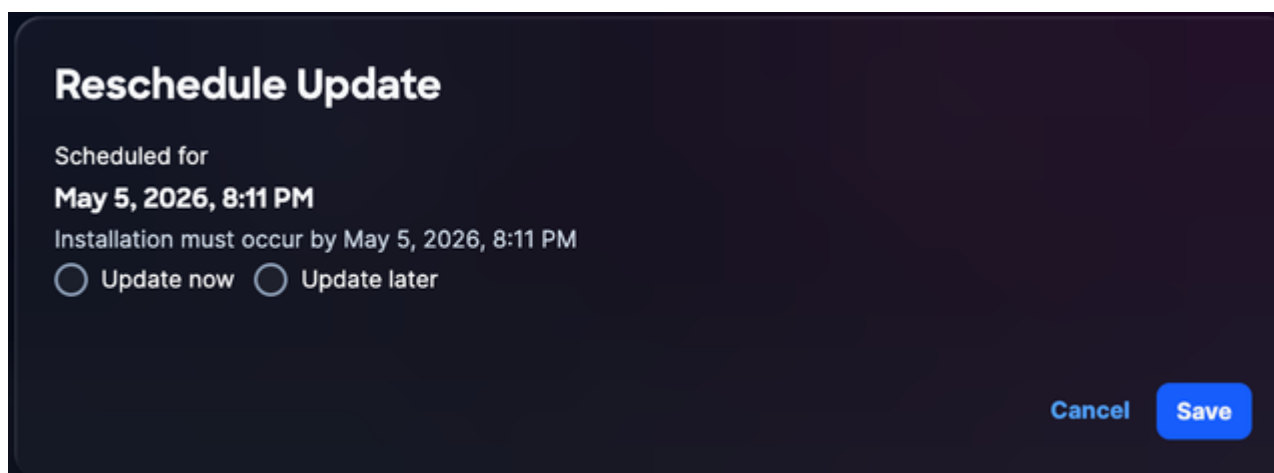 Reschedule Update
Scheduled for
May 5, 2026, 8:11 PM
Installation must occur by May 5, 2026, 8:11 PM
Update now Update later
Cancel Save